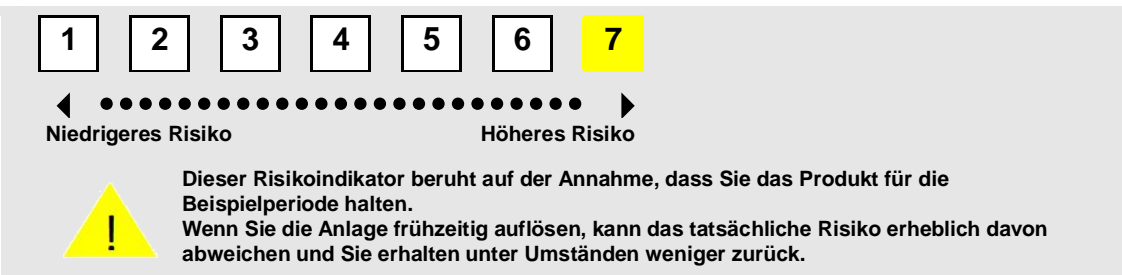 1 2 3 4 5 6 7
Niedrigeres Risiko Höheres Risiko
! Dieser Risikoindikator beruht auf der Annahme, dass Sie das Produkt für die
Beispielperiode halten.
Wenn Sie die Anlage frühzeitig auflösen, kann das tatsächliche Risiko erheblich davon
abweichen und Sie erhalten unter Umständen weniger zurück.